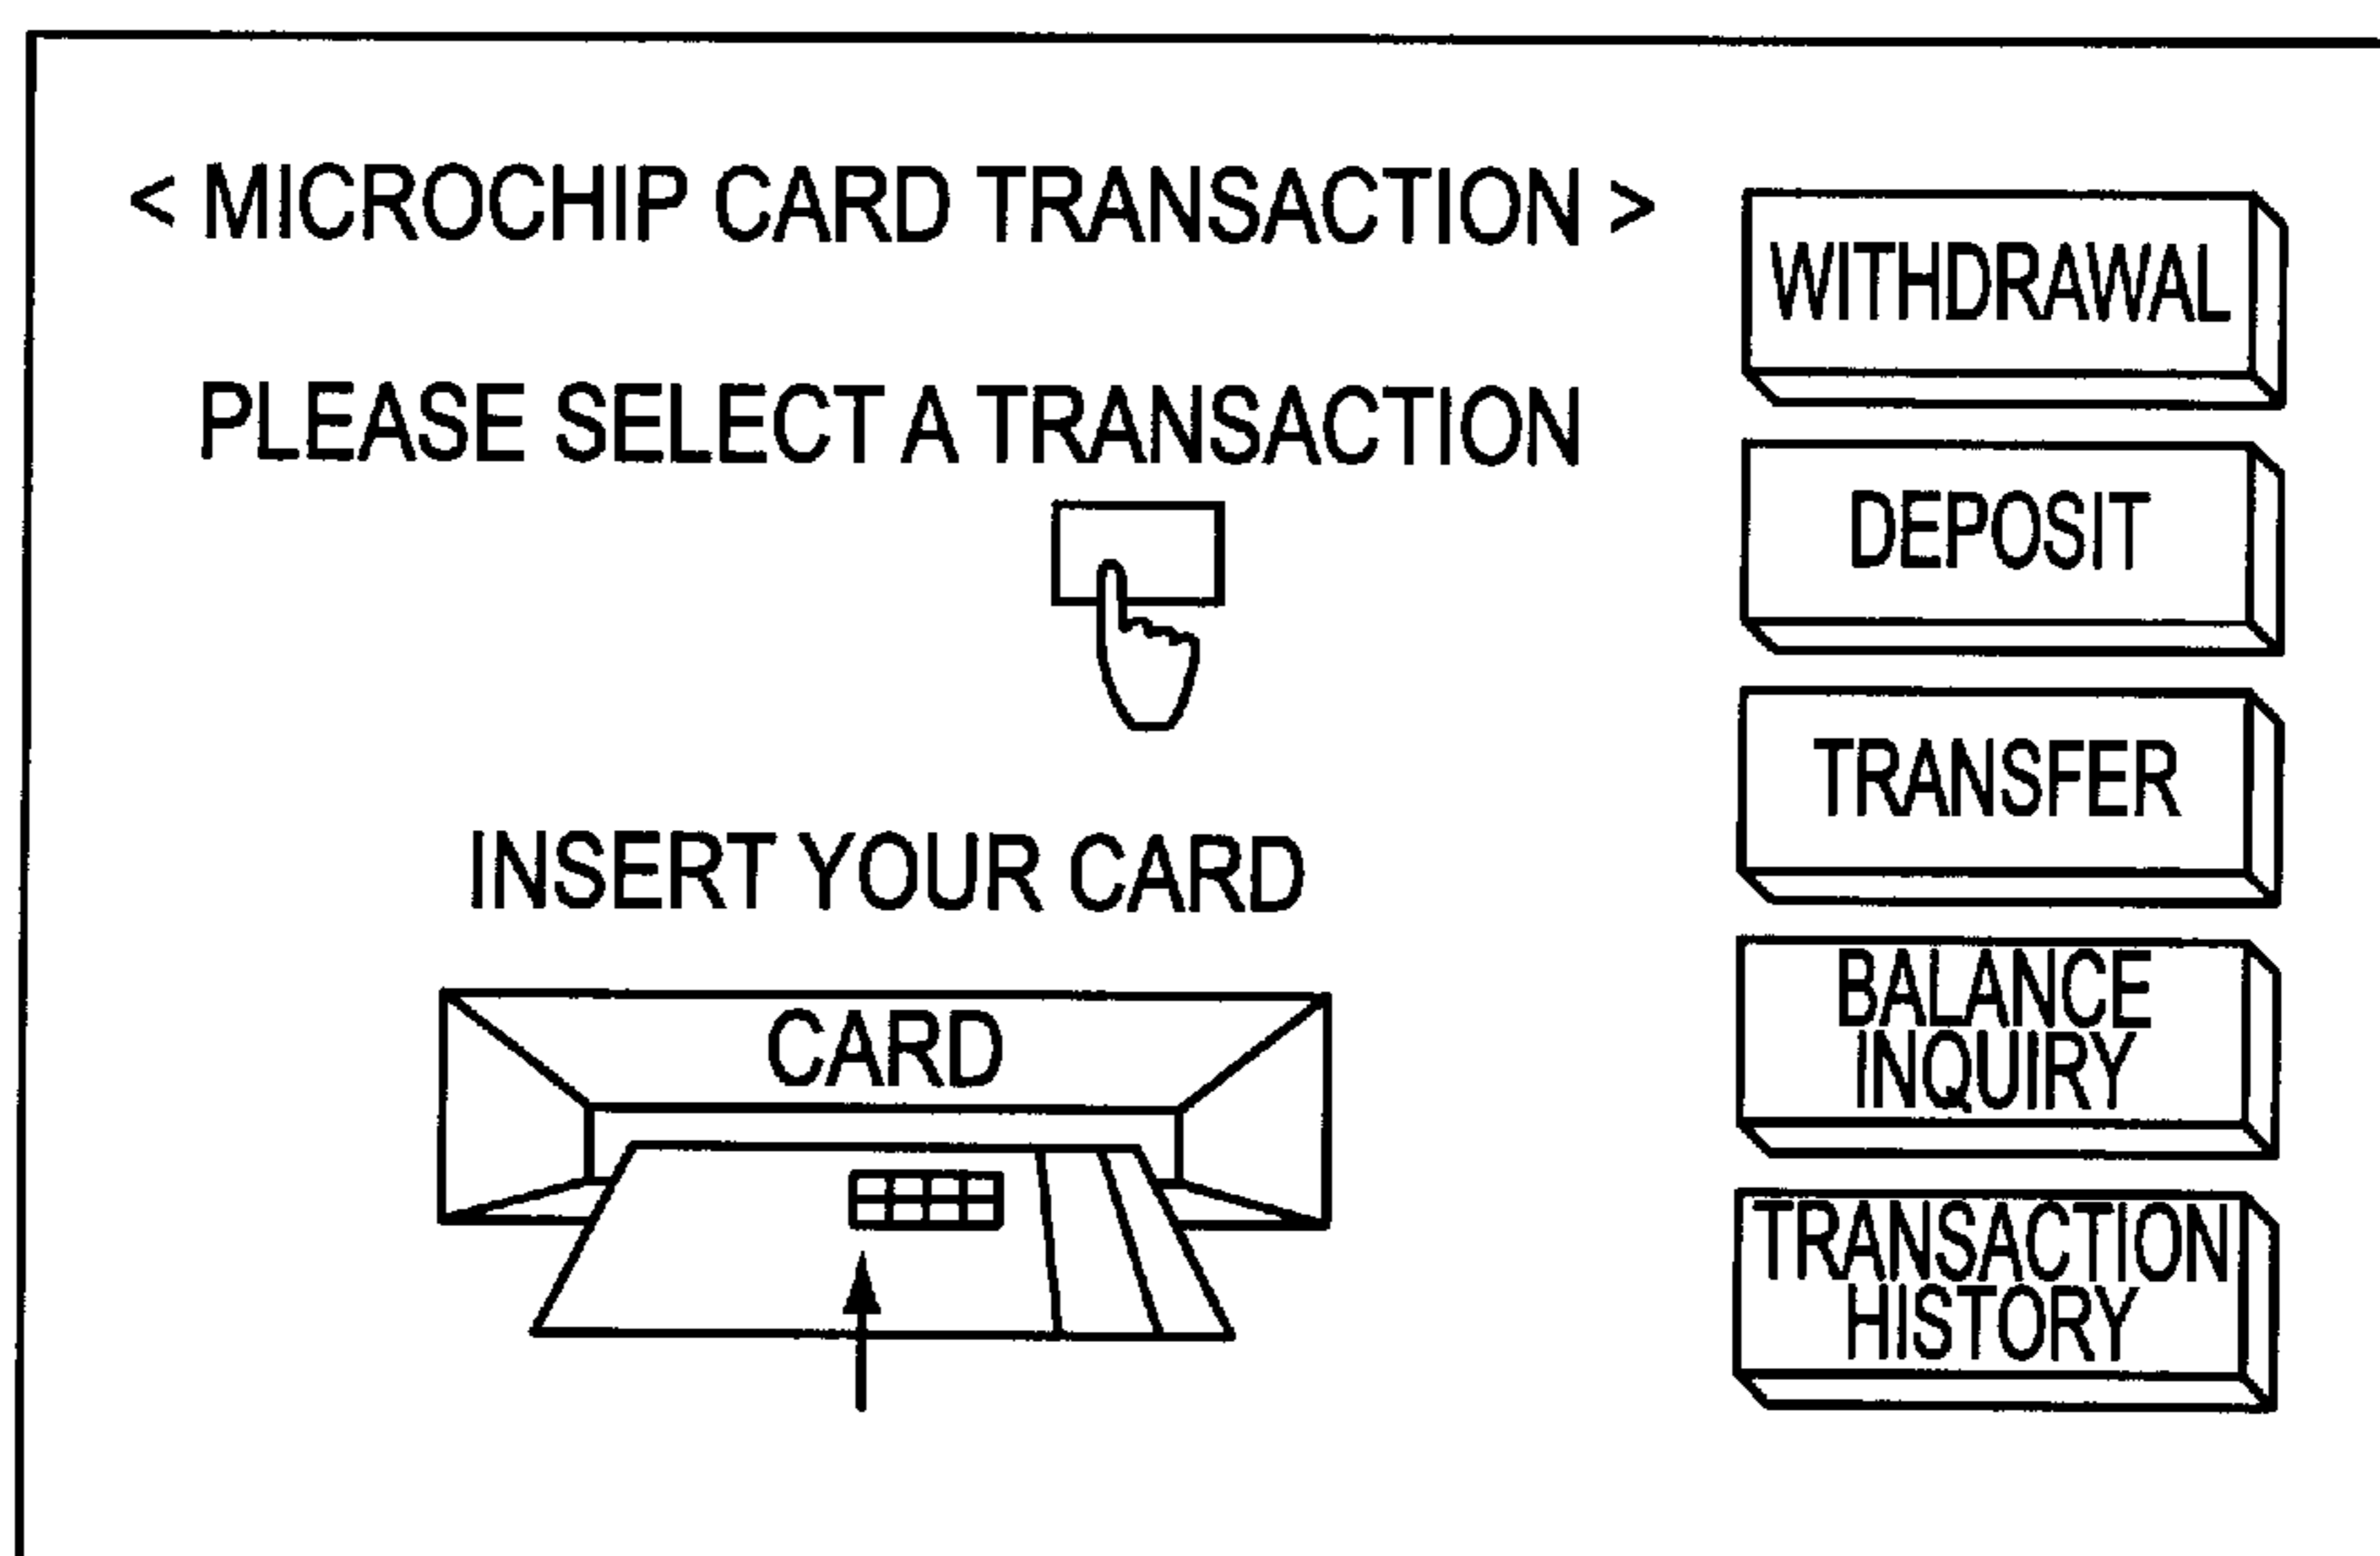 < MICROCHIP CARD TRANSACTION >
PLEASE SELECT A TRANSACTION
INSERT YOUR CARD
CARD
WITHDRAWAL
DEPOSIT
TRANSFER
BALANCE
INQUIRY
TRANSACTION
HISTORY